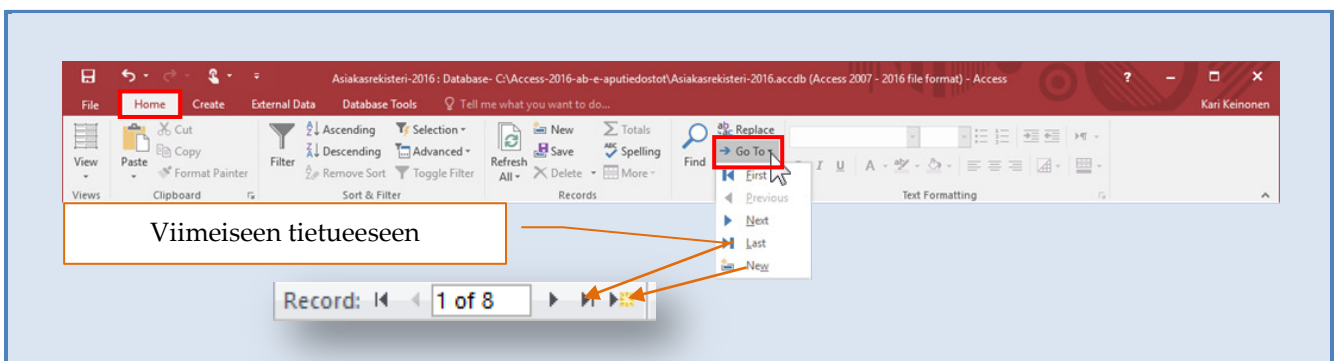 Asiakasrekisteri-2016 : Database- C:\Access-2016-ab-e-aputiedostot\Asiakasrekisteri-2016.accdb (Access 2007 - 2016 file format) - Access ?
File Home Create External Data Database Tools Tell me what you want to do... Kari Keinonen
Cut Ascending Selection New Totals Replace
Copy Descending Advanced Save Spelling Go To
View Paste Format Painter Filter Remove Sort Toggle Filter Refresh All Delete More Find I U A
Views Clipboard Sort & Filter Records Text Formatting
First
Previous
Next
Last
New
Viimeiseen tietueeseen
Record: 1 of 8